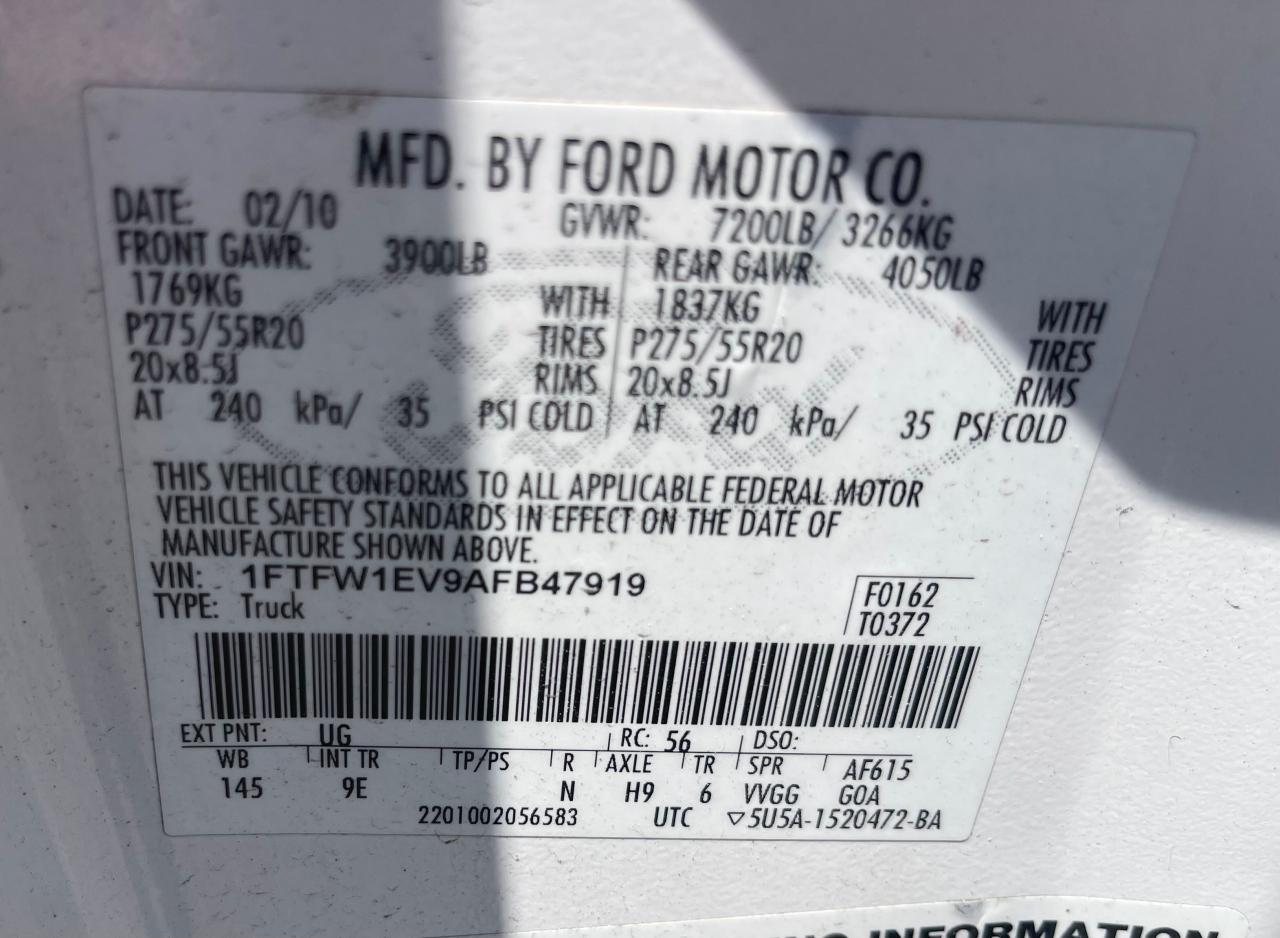 MFD. BY FORD MOTOR CO.
DATE: 02/10 GVWR: 7200LB/ 3266KG
FRONT GAWR: 3900LB REAR GAWR: 4050LB
1769KG WITH 1837KG WITH
P275/55R20 TIRES P275/55R20 TIRES
20x8.5J RIMS 20x8.5J RIMS
AT 240 kPa/ 35 PSI COLD AT 240 kPa/ 35 PSI COLD
THIS VEHICLE CONFORMS TO ALL APPLICABLE FEDERAL MOTOR
VEHICLE SAFETY STANDARDS IN EFFECT ON THE DATE OF
MANUFACTURE SHOWN ABOVE.
VIN: 1FTFW1EV9AFB47919 F0162
TYPE: Truck T0372
EXT PNT: UG RC: 56 DSO:
WB INT TR TP/PS R AXLE TR SPR AF615
145 9E N H9 6 VVGG G0A
2201002056583 UTC ▽5U5A-1520472-BA
INFORMATION